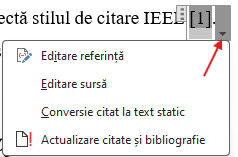 ectă stilul de citare IEEE [1].
Editare referință
Editare sursă
Conversie citat la text static
Actualizare citate și bibliografie